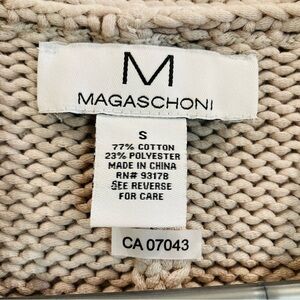 M
MAGASCHONI
S
77% COTTON
23% POLYESTER
MADE IN CHINA
RN# 93178
SEE REVERSE
FOR CARE
CA 07043